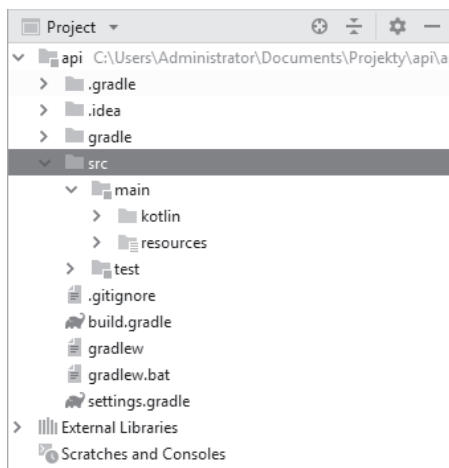 Project
api C:\Users\Administrator\Documents\Projekty\api\a
.gradle
.idea
gradle
src
main
kotlin
resources
test
.gitignore
build.gradle
gradlew
gradlew.bat
settings.gradle
External Libraries
Scratches and Consoles